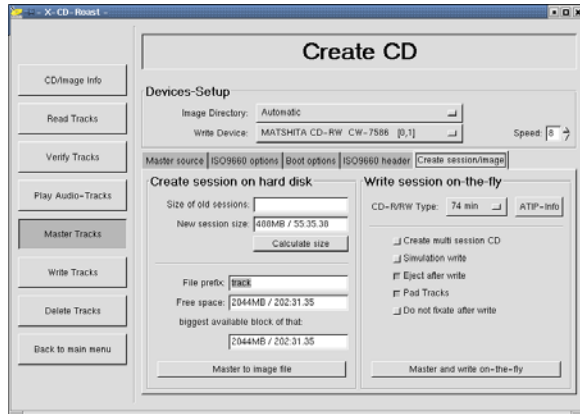 - X-CD-Roast -
Create CD
CD/Image Info
Read Tracks
Verify Tracks
Play Audio-Tracks
Master Tracks
Write Tracks
Delete Tracks
Back to main menu
Devices-Setup
Image Directory: Automatic
Write Device: MATSHITA CD-RW CW-7586 [0,1] Speed: 8
Master source ISO9660 options Boot options ISO9660 header Create session/image
Create session on hard disk
Size of old sessions:
New session size: 488MB / 55:35.38
Calculate size
File prefix: track
Free space: 2044MB / 202:31.35
biggest available block of that:
2044MB / 202:31.35
Master to image file
Write session on-the-fly
CD-R/RW Type: 74 min ATIP-Info
Create multi session CD
Simulation write
Eject after write
Pad Tracks
Do not fixate after write
Master and write on-the-fly